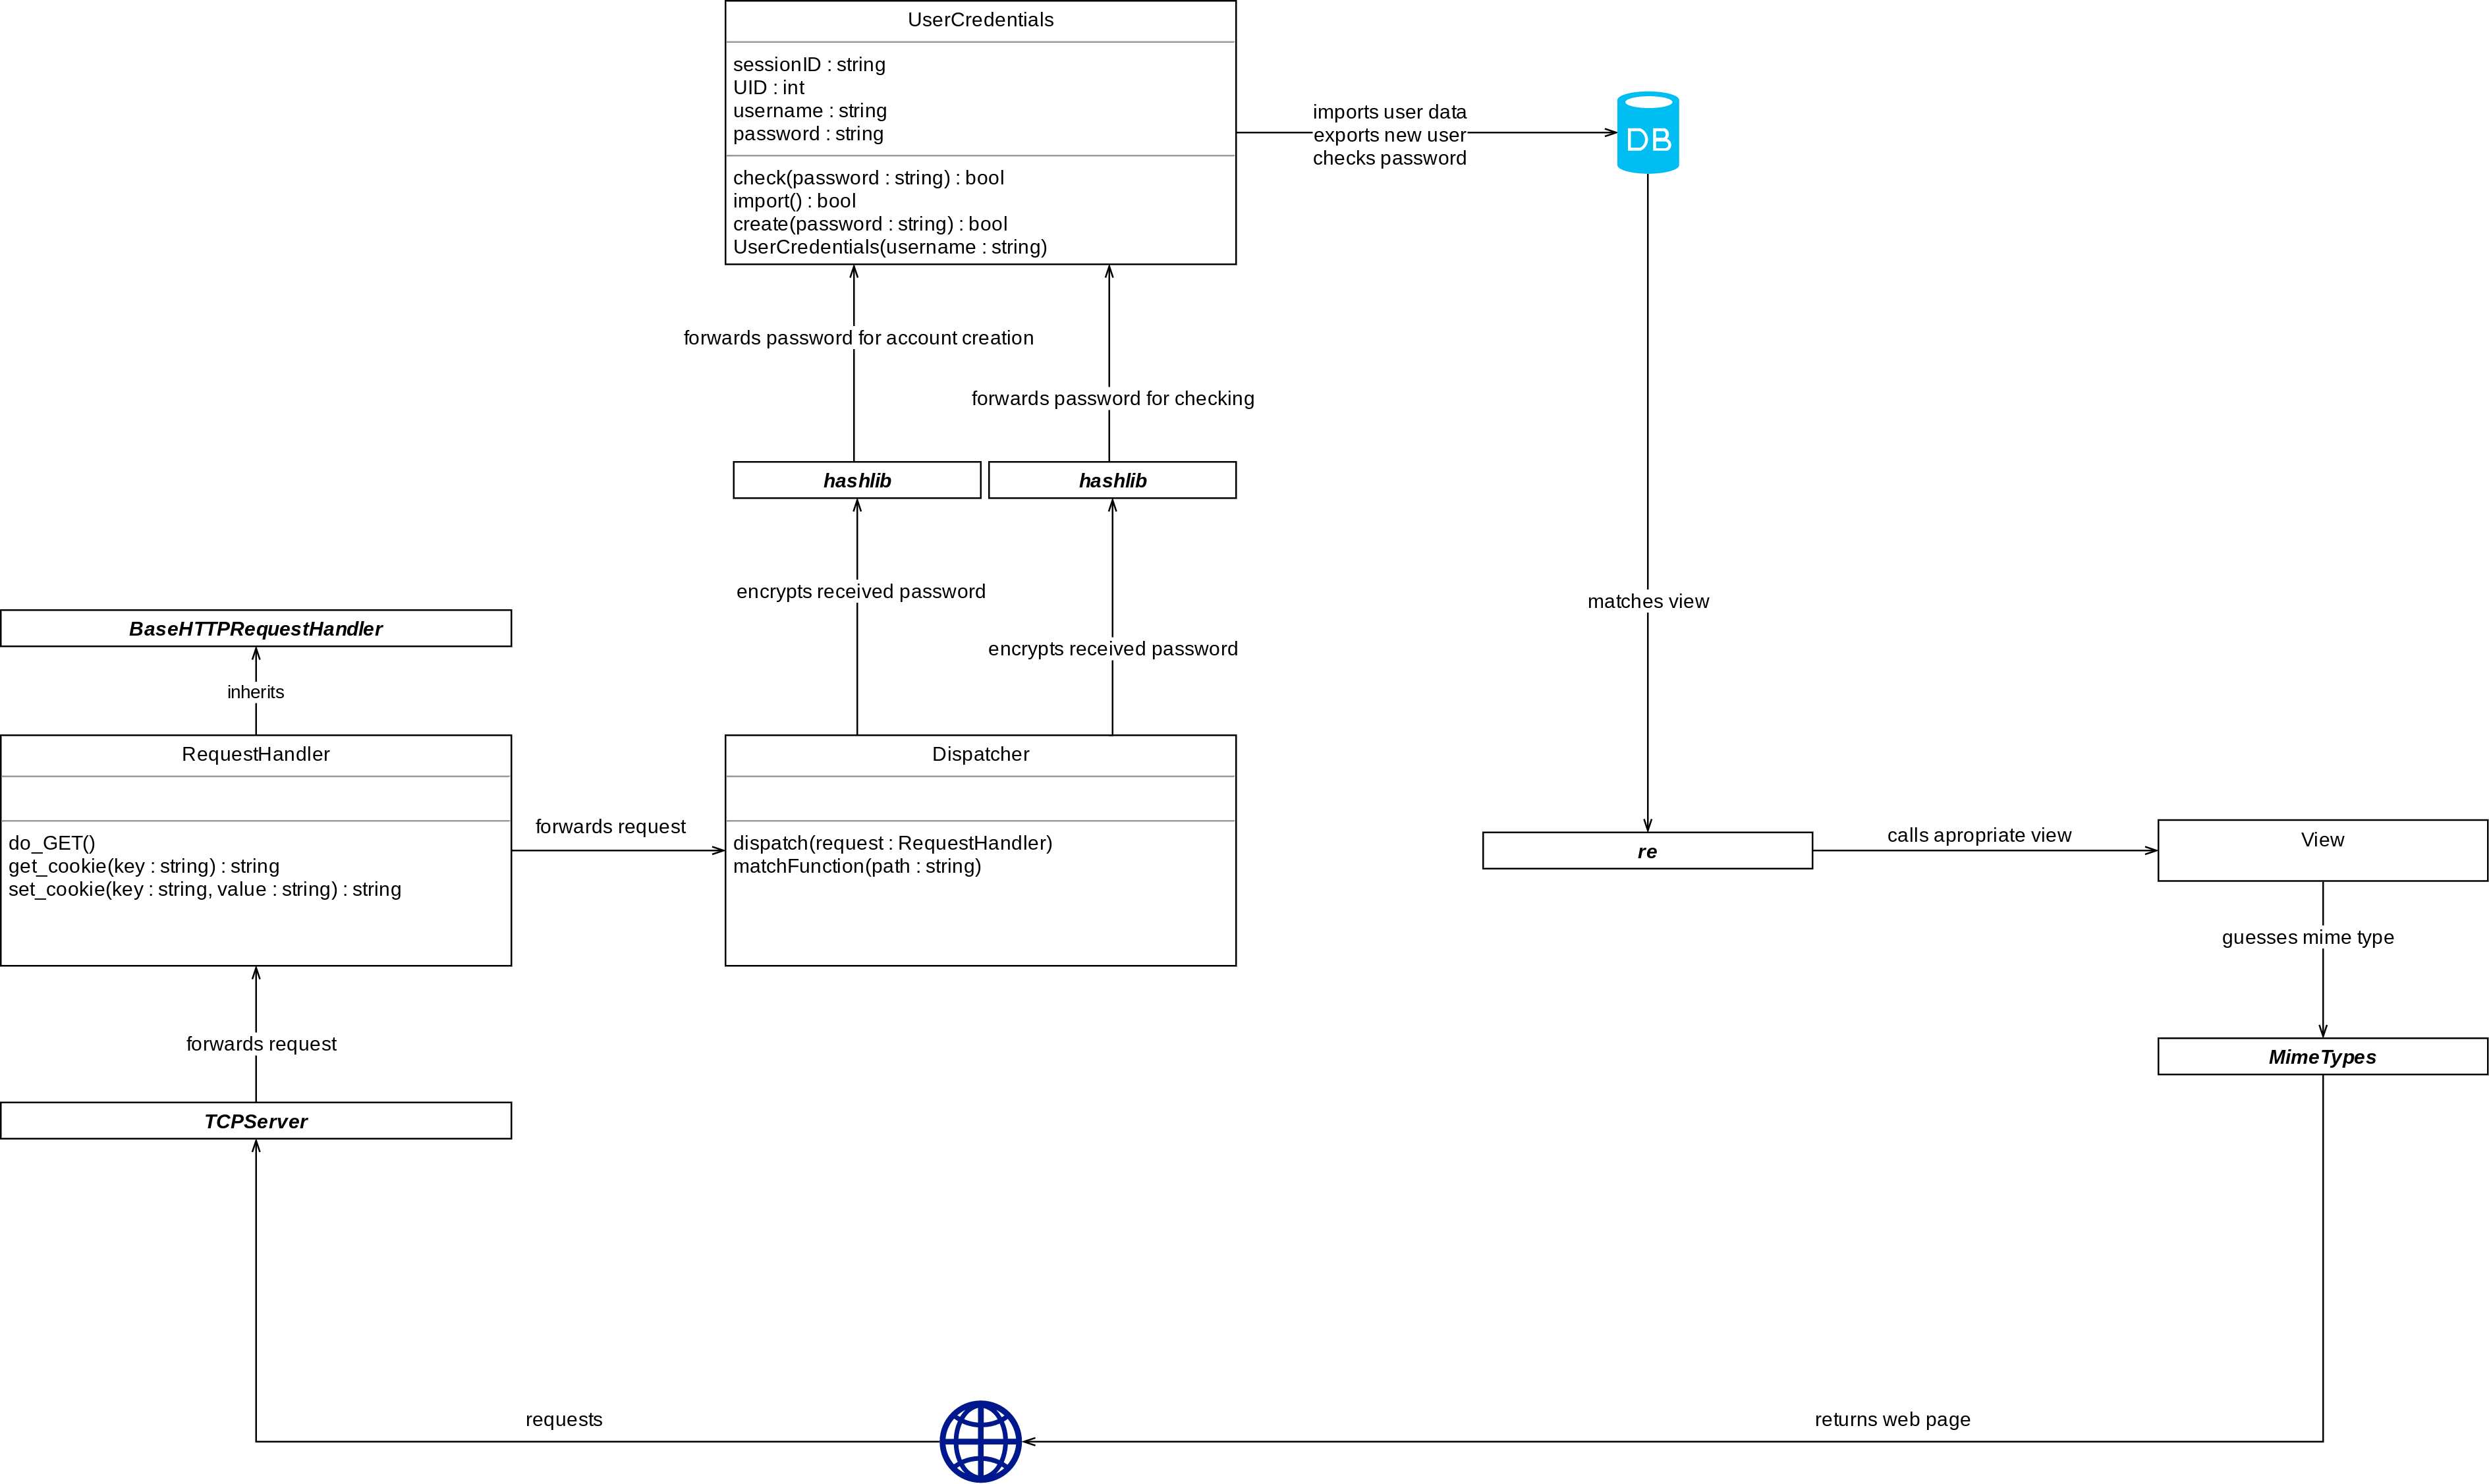 UserCredentials
sessionID : string
UID : int
username : string
password : string
check(password : string) : bool
import() : bool
create(password : string) : bool
UserCredentials(username : string)
imports user data
exports new user
checks password
DB
forwards password for account creation
forwards password for checking
hashlib
hashlib
encrypts received password
encrypts received password
matches view
BaseHTTPRequestHandler
inherits
RequestHandler
do_GET()
get_cookie(key : string) : string
set_cookie(key : string, value : string) : string
forwards request
Dispatcher
dispatch(request : RequestHandler)
matchFunction(path : string)
re
calls apropriate view
View
guesses mime type
MimeTypes
forwards request
TCPServer
requests
returns web page